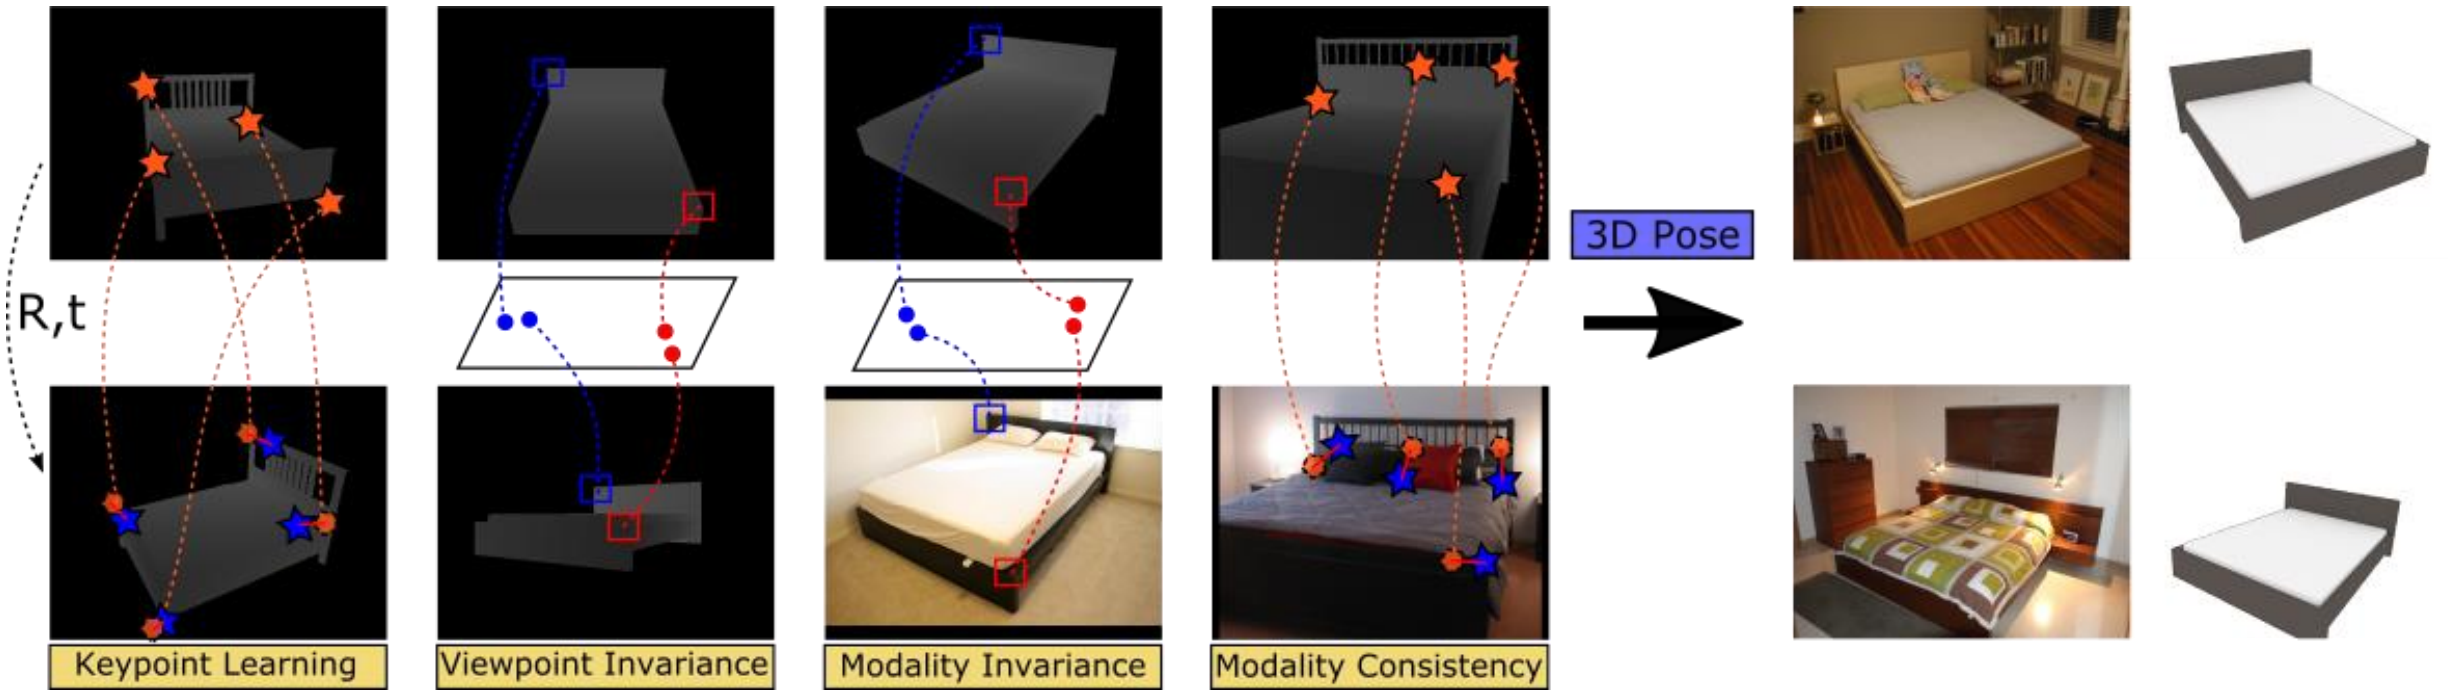 R,t
3D Pose
Keypoint Learning
Viewpoint Invariance
Modality Invariance
Modality Consistency